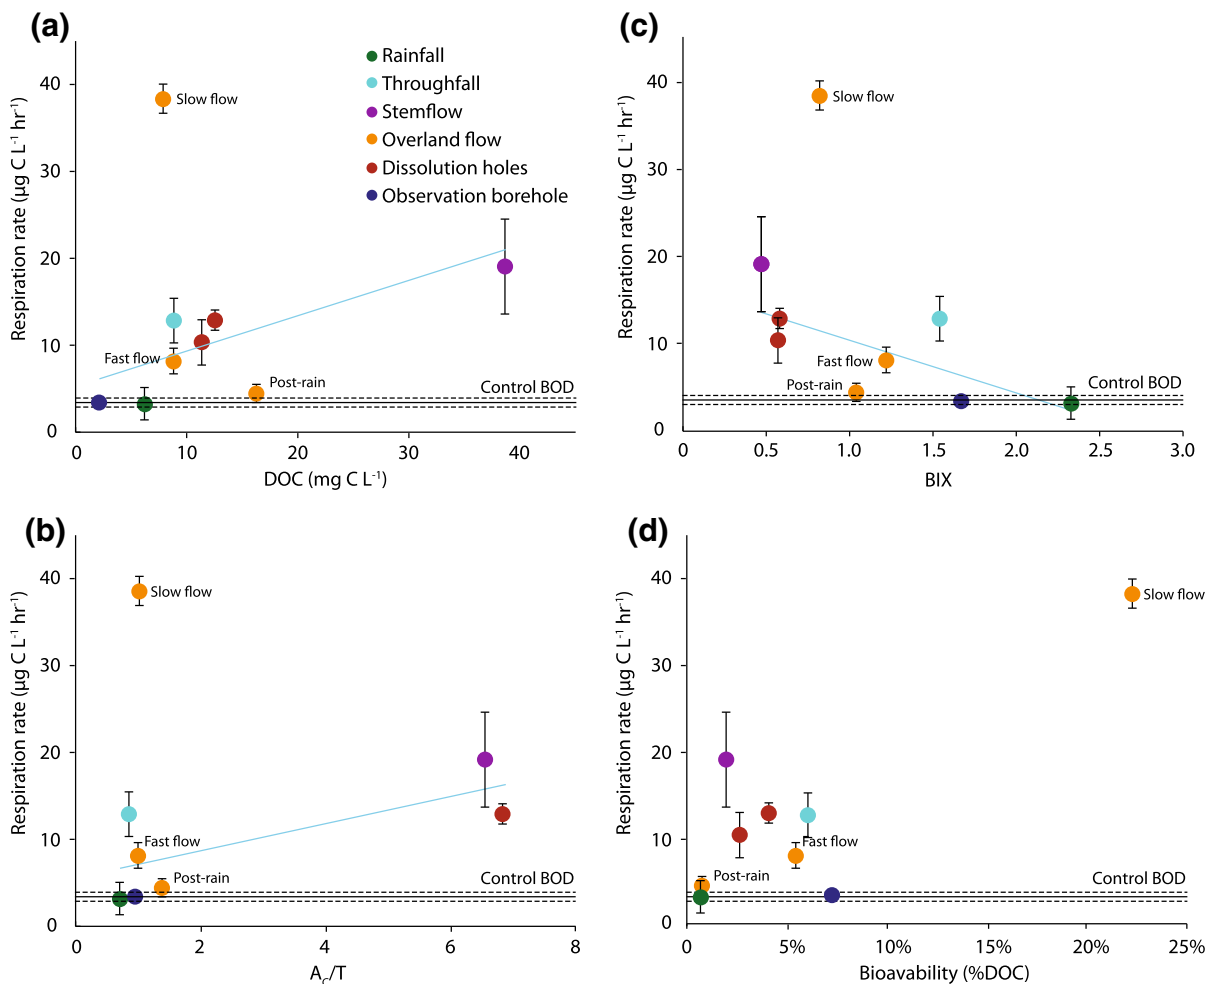 (a)
Respiration rate (µg C L⁻¹ hr⁻¹)
40
30
20
10
0
Slow flow
Rainfall
Throughfall
Stemflow
Overland flow
Dissolution holes
Observation borehole
Fast flow
Post-rain
Control BOD
0
10
20
30
40
DOC (mg C L⁻¹)
(c)
Respiration rate (µg C L⁻¹ hr⁻¹)
40
30
20
10
0
Slow flow
Fast flow
Post-rain
Control BOD
0
0.5
1.0
1.5
2.0
2.5
3.0
BIX
(b)
Respiration rate (µg C L⁻¹ hr⁻¹)
40
30
20
10
0
Slow flow
Fast flow
Post-rain
Control BOD
0
2
4
6
8
A_C/T
(d)
Respiration rate (µg C L⁻¹ hr⁻¹)
40
30
20
10
0
Slow flow
Fast flow
Post-rain
Control BOD
0
5%
10%
15%
20%
25%
Bioavability (%DOC)